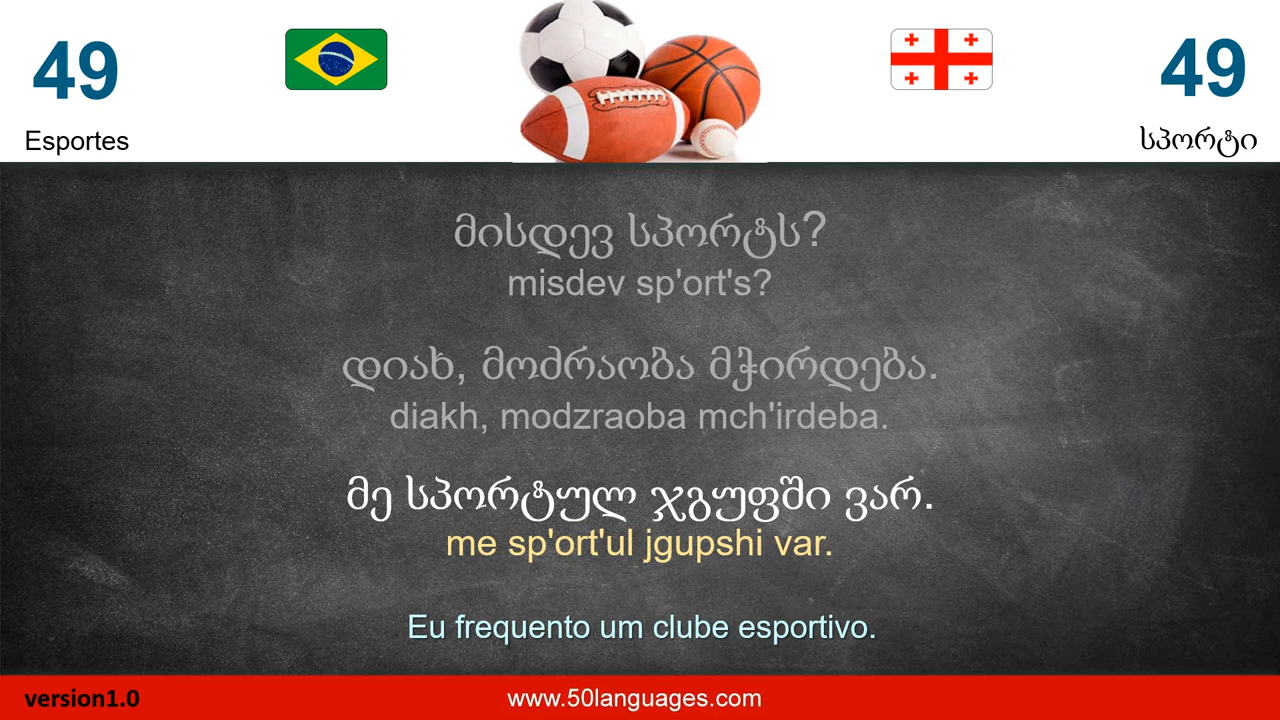 49
49
Esportes
სპორტი
მისდევ სპორტს?
misdev sp'ort's?
დიახ, მოძრაობა მჭირდება.
diakh, modzraoba mch'irdeba.
მე სპორტულ ჯგუფში ვარ.
me sp'ort'ul jgupshi var.
Eu frequento um clube esportivo.
version1.0
www.50languages.com